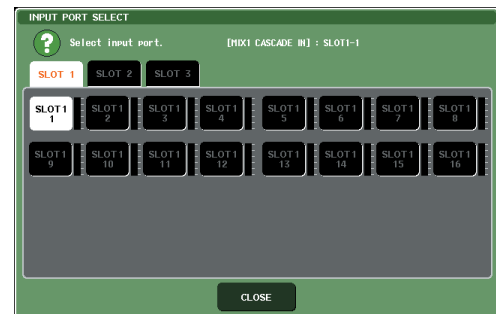 INPUT PORT SELECT
? Select input port. [MIX1 CASCADE IN] : SLOT1-1
SLOT 1 SLOT 2 SLOT 3
SLOT1 SLOT1 SLOT1 SLOT1 SLOT1 SLOT1 SLOT1 SLOT1
1 2 3 4 5 6 7 8
SLOT1 SLOT1 SLOT1 SLOT1 SLOT1 SLOT1 SLOT1 SLOT1
9 10 11 12 13 14 15 16
CLOSE